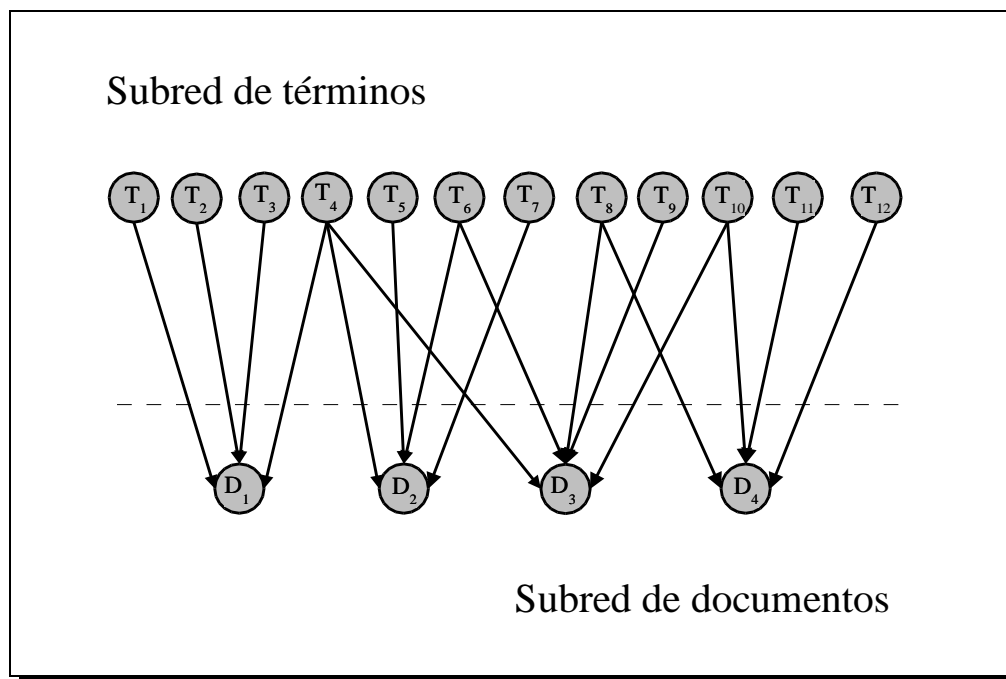 Subred de términos
T1 T2 T3 T4 T5 T6 T7 T8 T9 T10 T11 T12
D1 D2 D3 D4
Subred de documentos